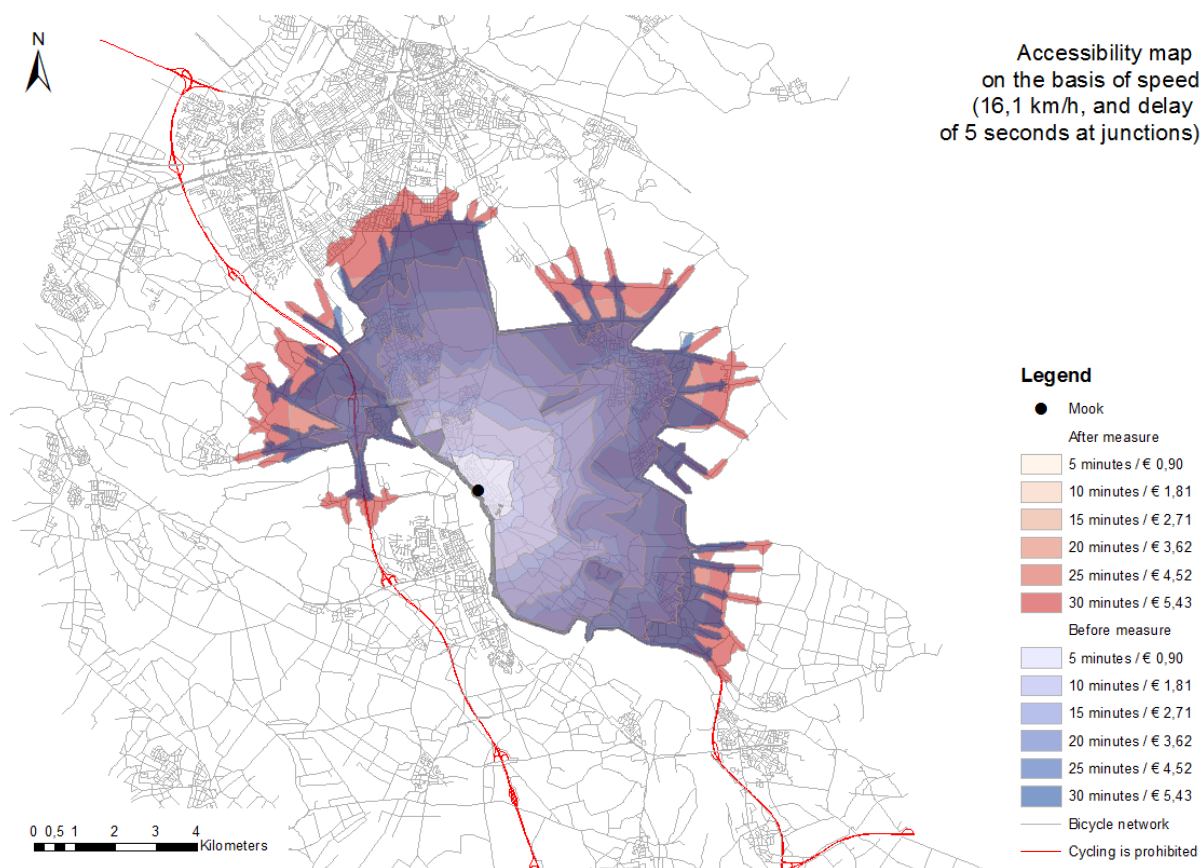 N
Accessibility map
on the basis of speed
(16,1 km/h, and delay
of 5 seconds at junctions)
Legend
Mook
After measure
5 minutes / € 0,90
10 minutes / € 1,81
15 minutes / € 2,71
20 minutes / € 3,62
25 minutes / € 4,52
30 minutes / € 5,43
Before measure
5 minutes / € 0,90
10 minutes / € 1,81
15 minutes / € 2,71
20 minutes / € 3,62
25 minutes / € 4,52
30 minutes / € 5,43
Bicycle network
Cycling is prohibited
0 0,5 1 2 3 4
Kilometers